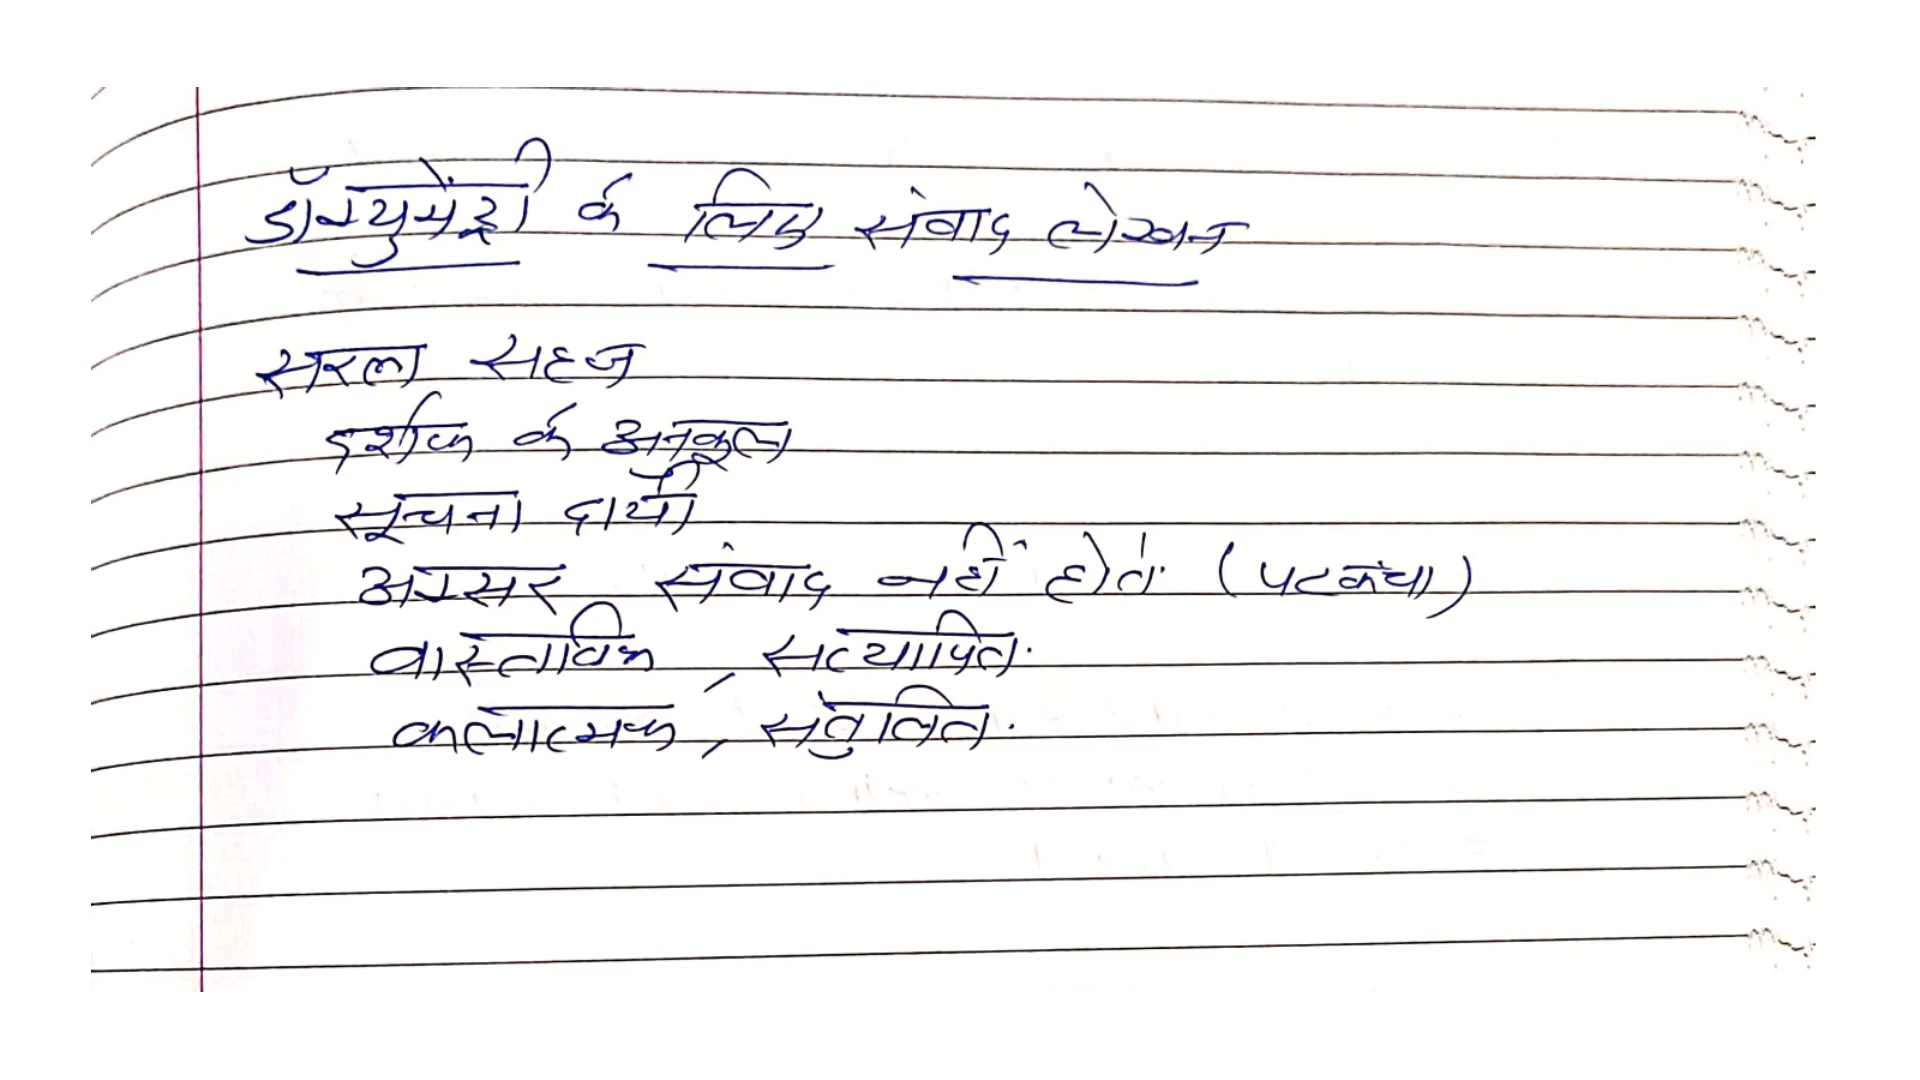 डॉक्युमेंट्री के लिए संवाद लेखन
सरल सहज
दर्शक के अनुकूल
सूचना दायी
अक्सर संवाद नहीं होते (पटकथा)
वास्तविक, सत्यापित.
कलात्मक, संतुलित.